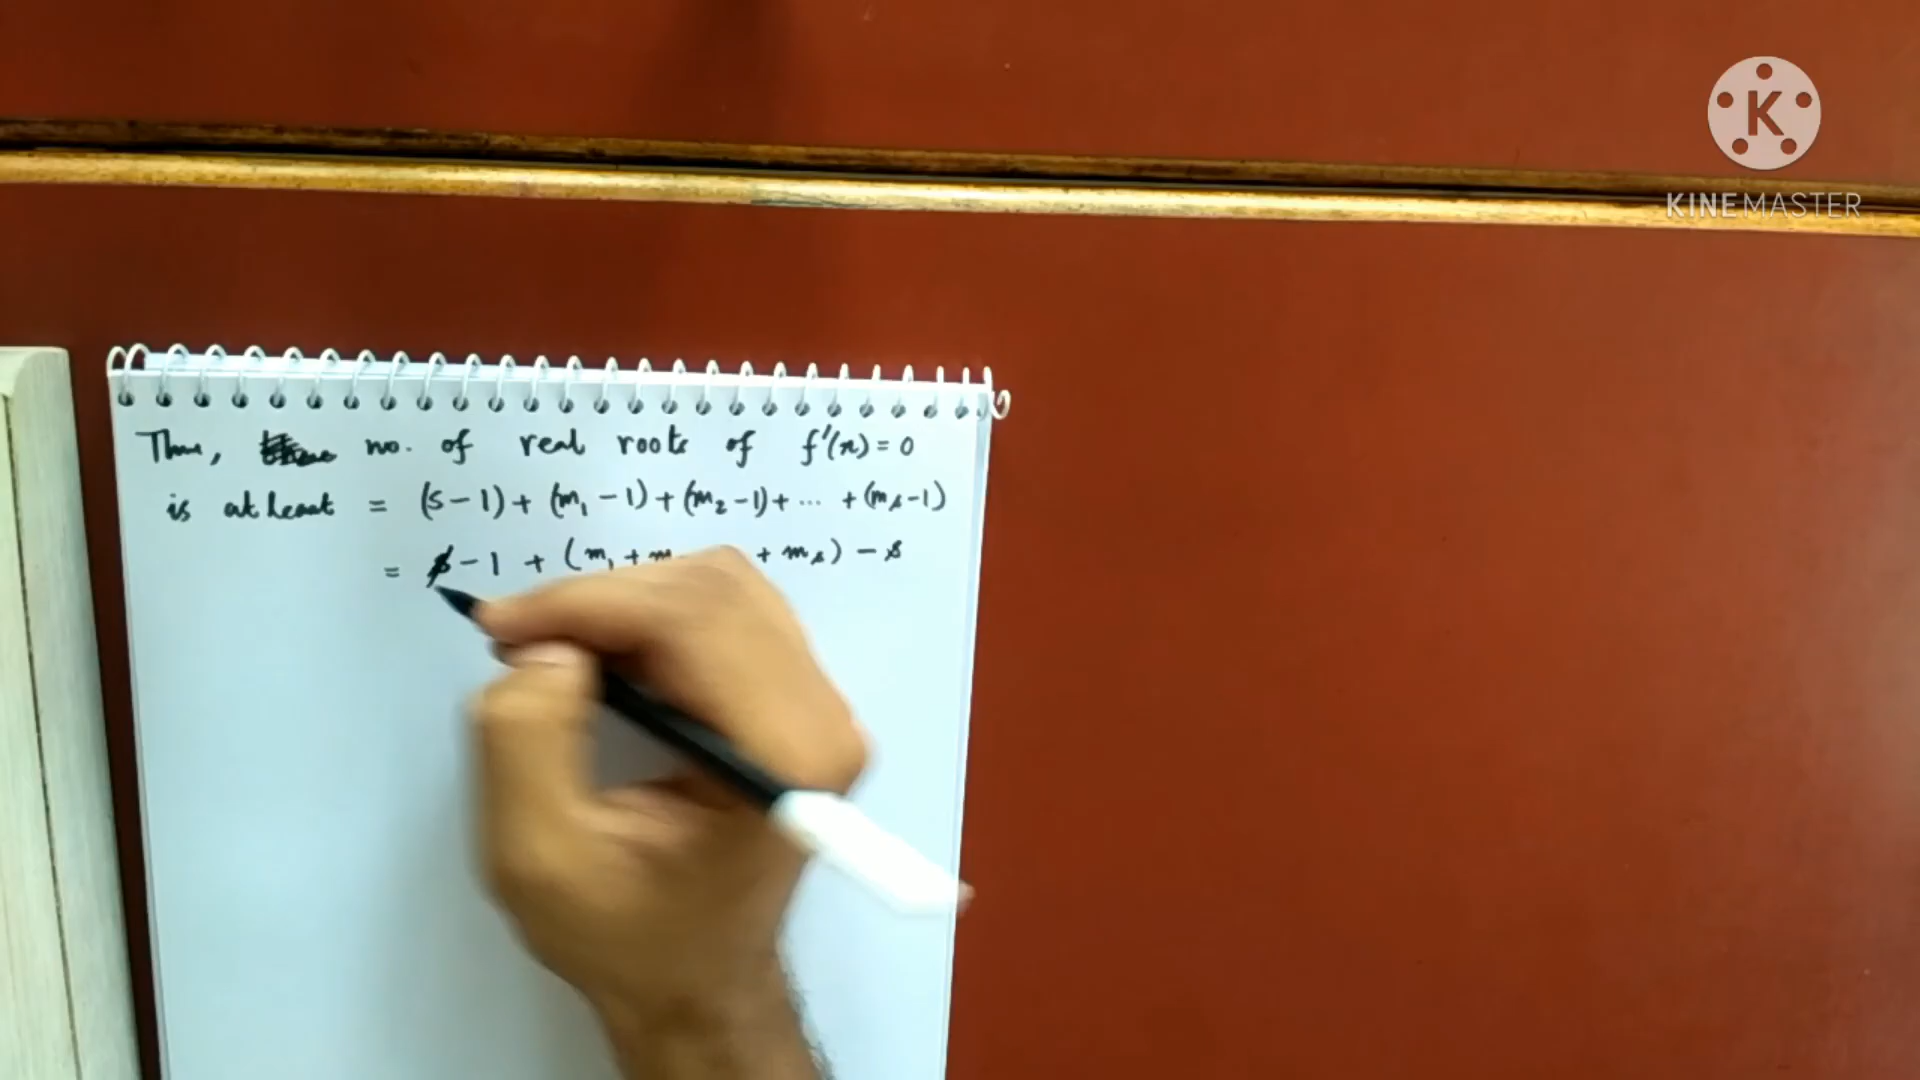 K
KINEMASTER
Thus, no. of real roots of f'(x) = 0
is at least = (s-1) + (m₁-1) + (m₂-1) + ... + (mₛ-1)
= s-1 + (m₁ + m + mₛ) - s